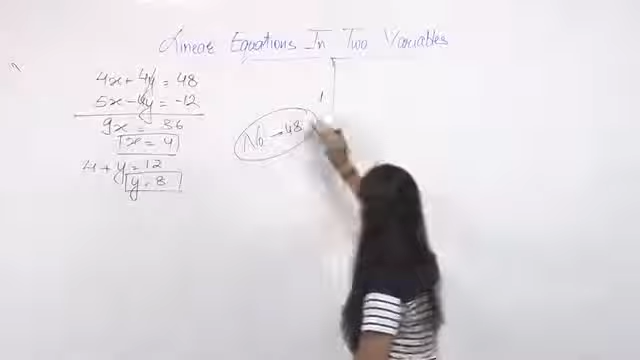 Linear Equations In Two Variables
4x + 4y = 48
5x - 4y = -12
9x = 36
x = 4
4 + y = 12
y = 8
No → 48